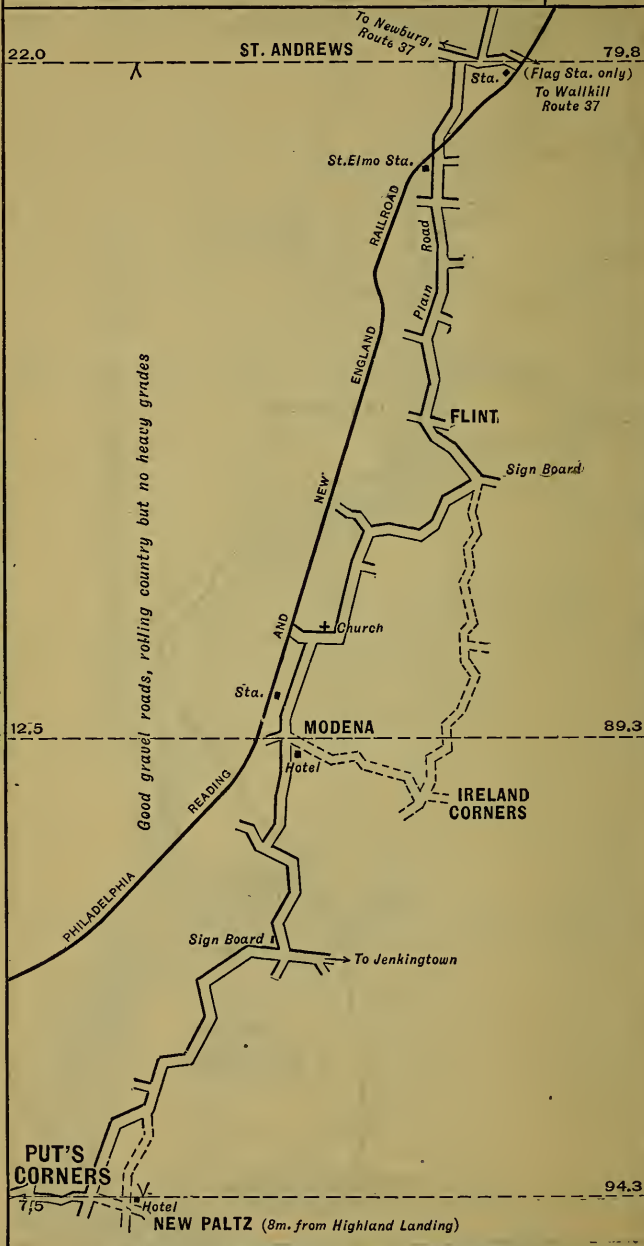 To Newburg,
Route 37
22.0
ST. ANDREWS
79.8
Sta.
(Flag Sta. only)
To Wallkill
Route 37
St. Elmo Sta.
RAILROAD
Road
Plain
ENGLAND
FLINT
Sign Board
NEW
Good gravel roads, rolling country but no heavy grades
AND
Church
Sta.
12.5
MODENA
89.3
Hotel
READING
IRELAND
CORNERS
PHILADELPHIA
Sign Board
To Jenkingtown
PUT'S
CORNERS
7,5
94.3
Hotel
NEW PALTZ (8m. from Highland Landing)